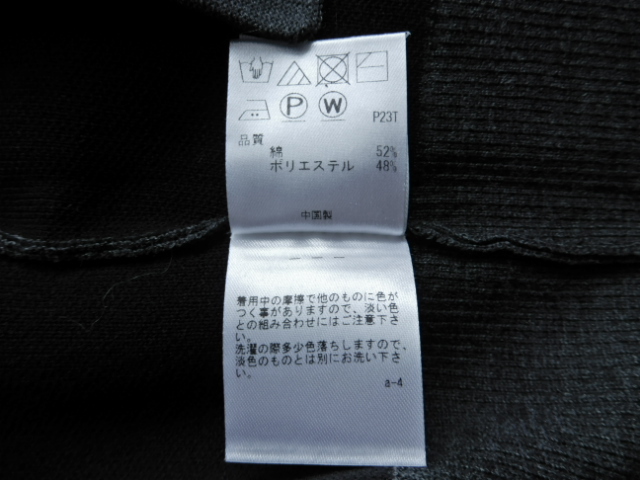 P W P23T
品質
綿 52%
ポリエステル 48%
中国製
着用中の摩擦で他のものに色が
つく事がありますので、淡い色
との組み合わせにはご注意下さ
い。
洗濯の際多少色落ちしますので、
淡色のものとは別にお洗い下さ
い。
a-4